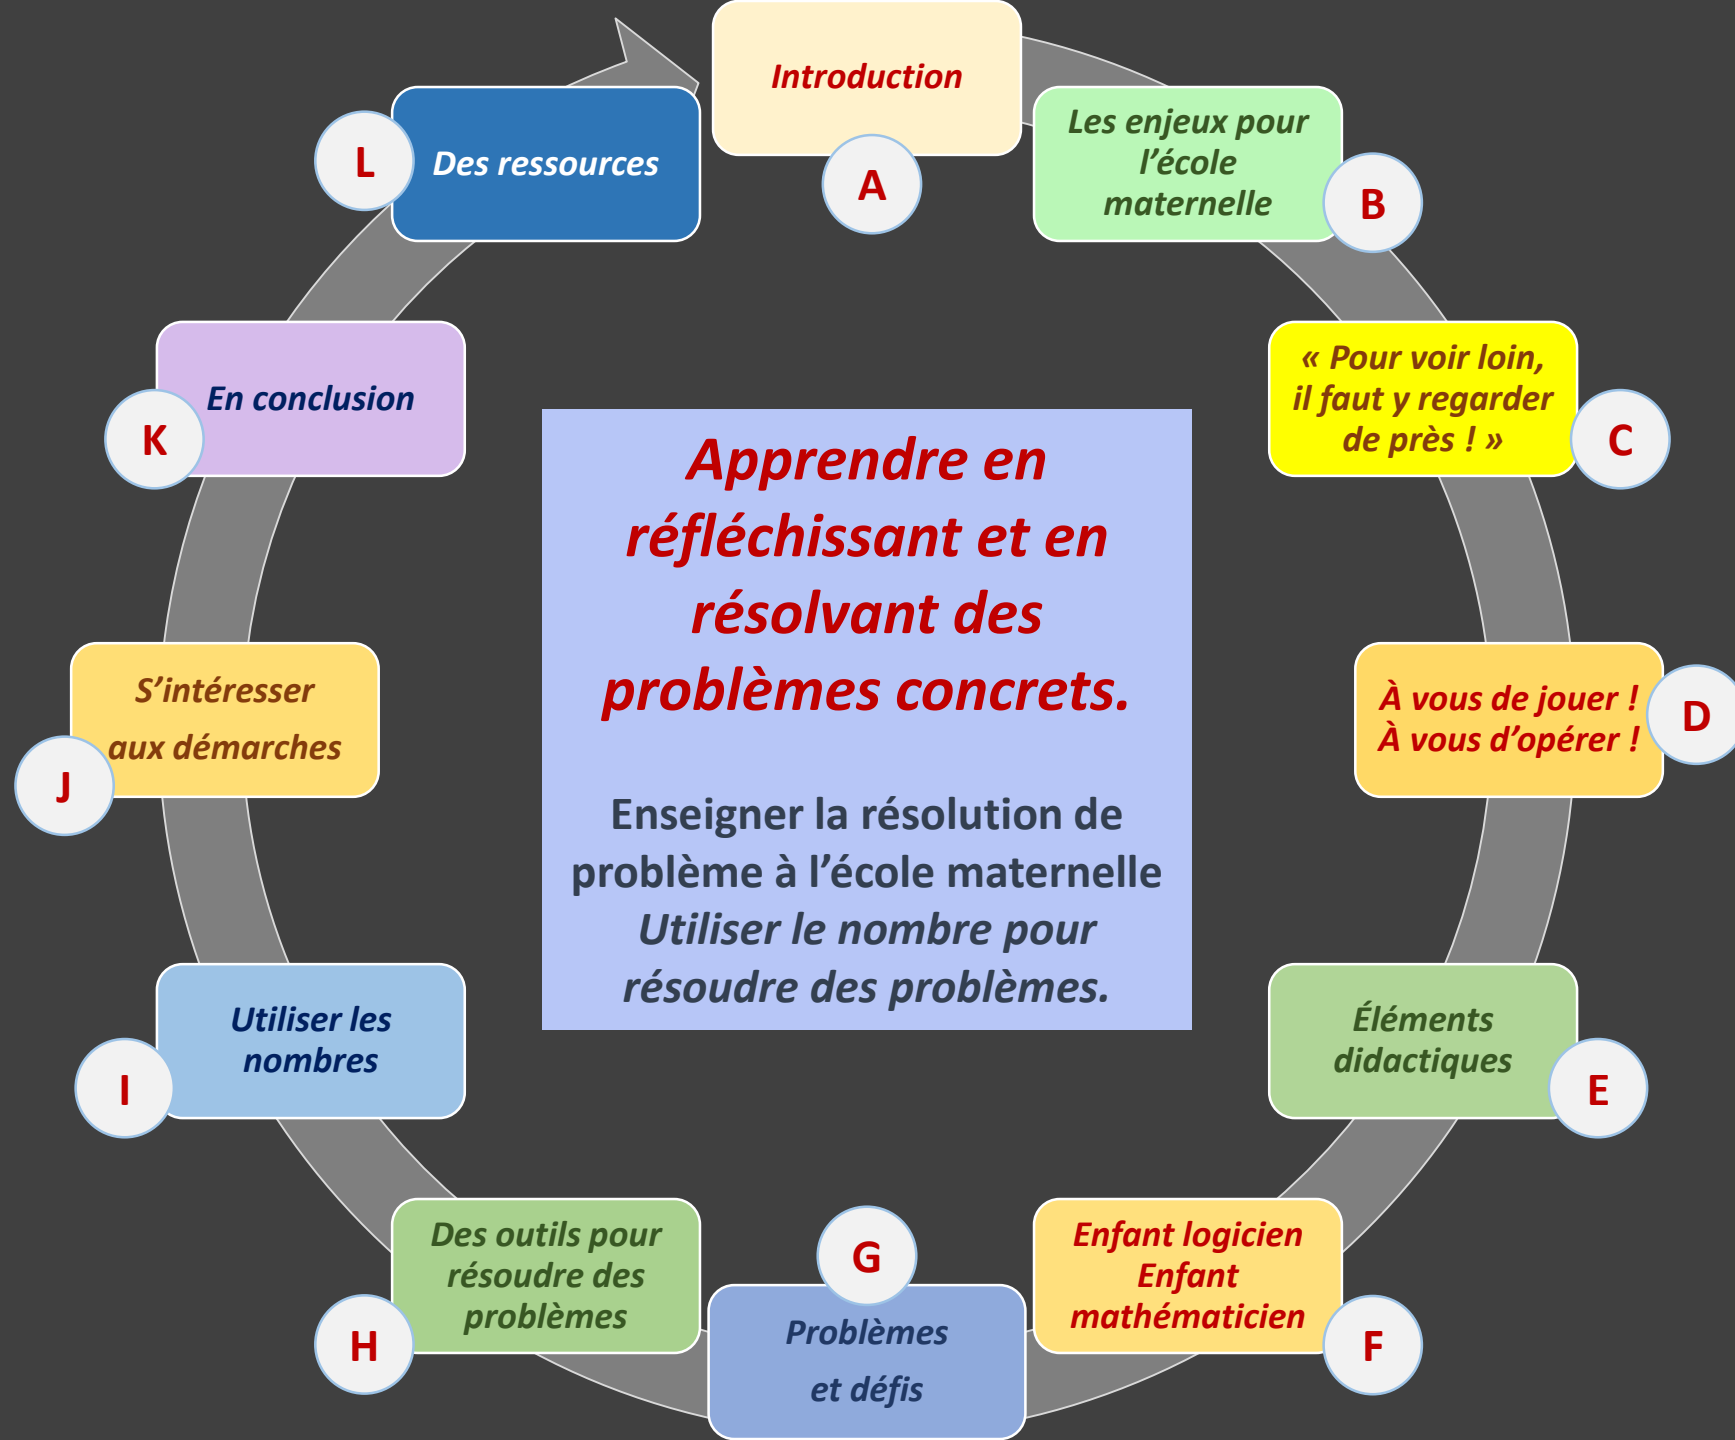 Introduction
A
Les enjeux pour
l’école
maternelle
B
« Pour voir loin,
il faut y regarder
de près ! »
C
À vous de jouer !
À vous d’opérer !
D
Éléments
didactiques
E
Enfant logicien
Enfant
mathématicien
F
G
Problèmes
et défis
Des outils pour
résoudre des
problèmes
H
Utiliser les
nombres
I
S’intéresser
aux démarches
J
En conclusion
K
L
Des ressources
Apprendre en
réfléchissant et en
résolvant des
problèmes concrets.
Enseigner la résolution de
problème à l’école maternelle
Utiliser le nombre pour
résoudre des problèmes.